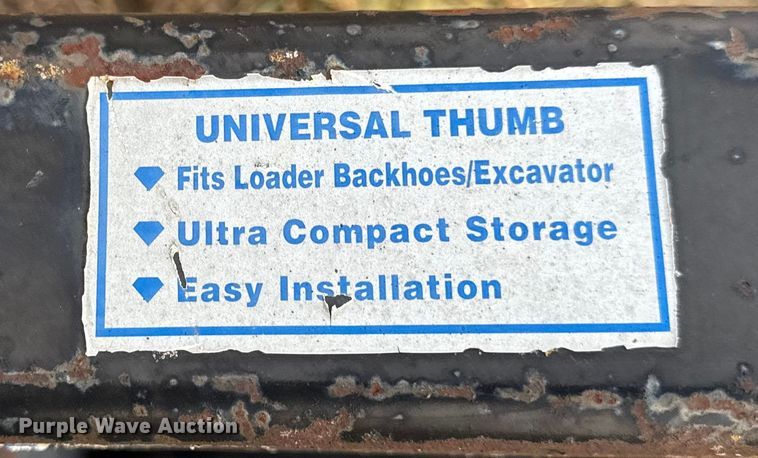 UNIVERSAL THUMB
Fits Loader Backhoes/Excavator
Ultra Compact Storage
Easy Installation
Purple Wave Auction